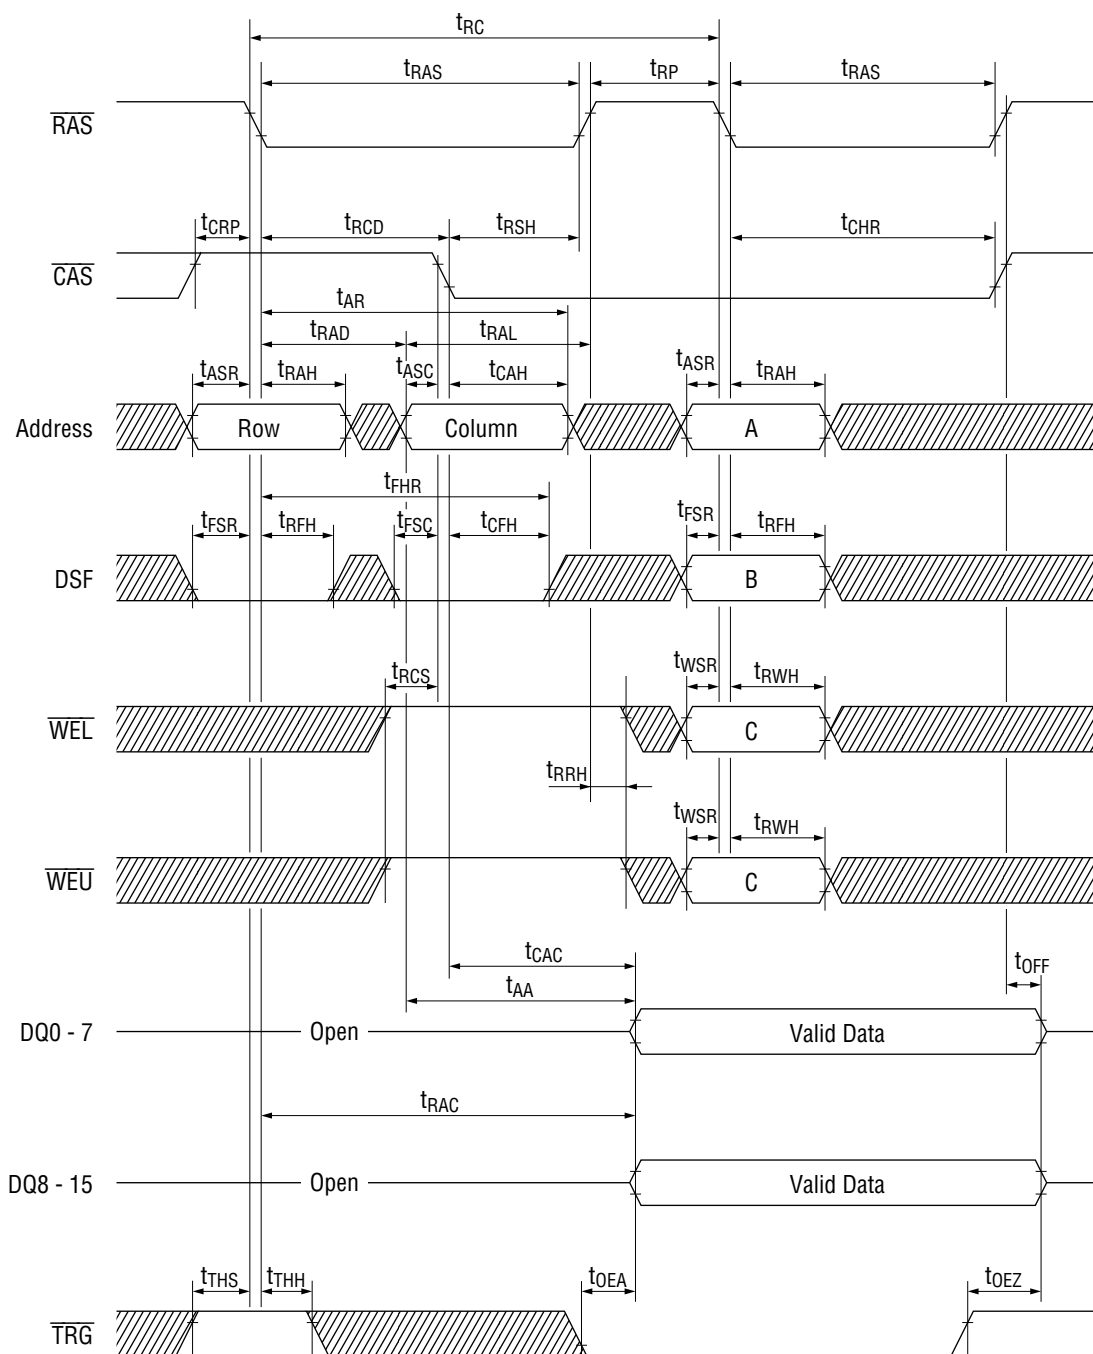 tRC
tRAS tRP tRAS
RAS
tCRP tRCD tRSH tCHR
CAS
tAR
tRAD tRAL
tASR tRAH tASC tCAH tASR tRAH
Address Row Column A
tFHR
tFSR tRFH tFSC tCFH tFSR tRFH
DSF B
tRCS tWSR tRWH
WEL C
tRRH
tWSR tRWH
WEU C
tCAC tOFF
tAA
DQ0 - 7 Open Valid Data
tRAC
DQ8 - 15 Open Valid Data
tTHS tTHH tOEA tOEZ
TRG